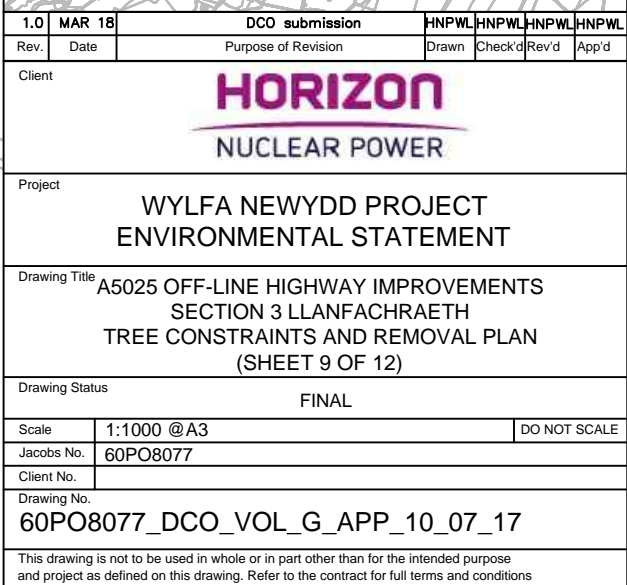 1.0 MAR 18 DCO submission HNPWL HNPWL HNPWL HNPWL
Rev. Date Purpose of Revision Drawn Check'd Rev'd App'd
Client
HORIZON
NUCLEAR POWER
Project
WYLFA NEWYDD PROJECT
ENVIRONMENTAL STATEMENT
Drawing Title
A5025 OFF-LINE HIGHWAY IMPROVEMENTS
SECTION 3 LLANFACHRAETH
TREE CONSTRAINTS AND REMOVAL PLAN
(SHEET 9 OF 12)
Drawing Status
FINAL
Scale 1:1000 @A3 DO NOT SCALE
Jacobs No. 60PO8077
Client No.
Drawing No.
60PO8077_DCO_VOL_G_APP_10_07_17
This drawing is not to be used in whole or in part other than for the intended purpose
and project as defined on this drawing. Refer to the contract for full terms and conditions